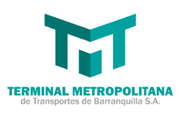 TERMINAL METROPOLITANA
de Transportes de Barranquilla S.A.